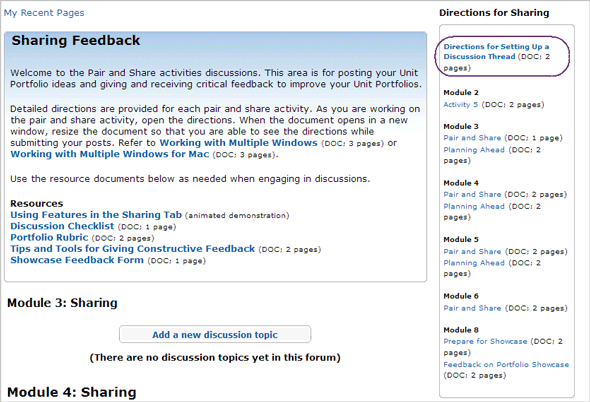 My Recent Pages
Sharing Feedback
Welcome to the Pair and Share activities discussions. This area is for posting your Unit
Portfolio ideas and giving and receiving critical feedback to improve your Unit Portfolios.
Detailed directions are provided for each pair and share activity. As you are working on
the pair and share activity, open the directions. When the document opens in a new
window, resize the document so that you are able to see the directions while
submitting your posts. Refer to Working with Multiple Windows (DOC; 3 pages) or
Working with Multiple Windows for Mac (DOC; 3 pages).
Use the resource documents below as needed when engaging in discussions.
Resources
Using Features in the Sharing Tab (animated demonstration)
Discussion Checklist (DOC; 1 page)
Portfolio Rubric (DOC; 2 pages)
Tips and Tools for Giving Constructive Feedback (DOC; 2 pages)
Showcase Feedback Form (DOC; 1 page)
Module 3: Sharing
Add a new discussion topic
(There are no discussion topics yet in this forum)
Module 4: Sharing
Directions for Sharing
Directions for Setting Up a
Discussion Thread (DOC; 2
pages)
Module 2
Activity 5 (DOC; 2 pages)
Module 3
Pair and Share (DOC; 1 page)
Planning Ahead (DOC; 2
pages)
Module 4
Pair and Share (DOC; 2 pages)
Planning Ahead (DOC; 2
pages)
Module 5
Pair and Share (DOC; 2 pages)
Planning Ahead (DOC; 2
pages)
Module 6
Pair and Share (DOC; 2 pages)
Module 8
Prepare for Showcase (DOC; 2
pages)
Feedback on Portfolio Showcase
(DOC; 2 pages)